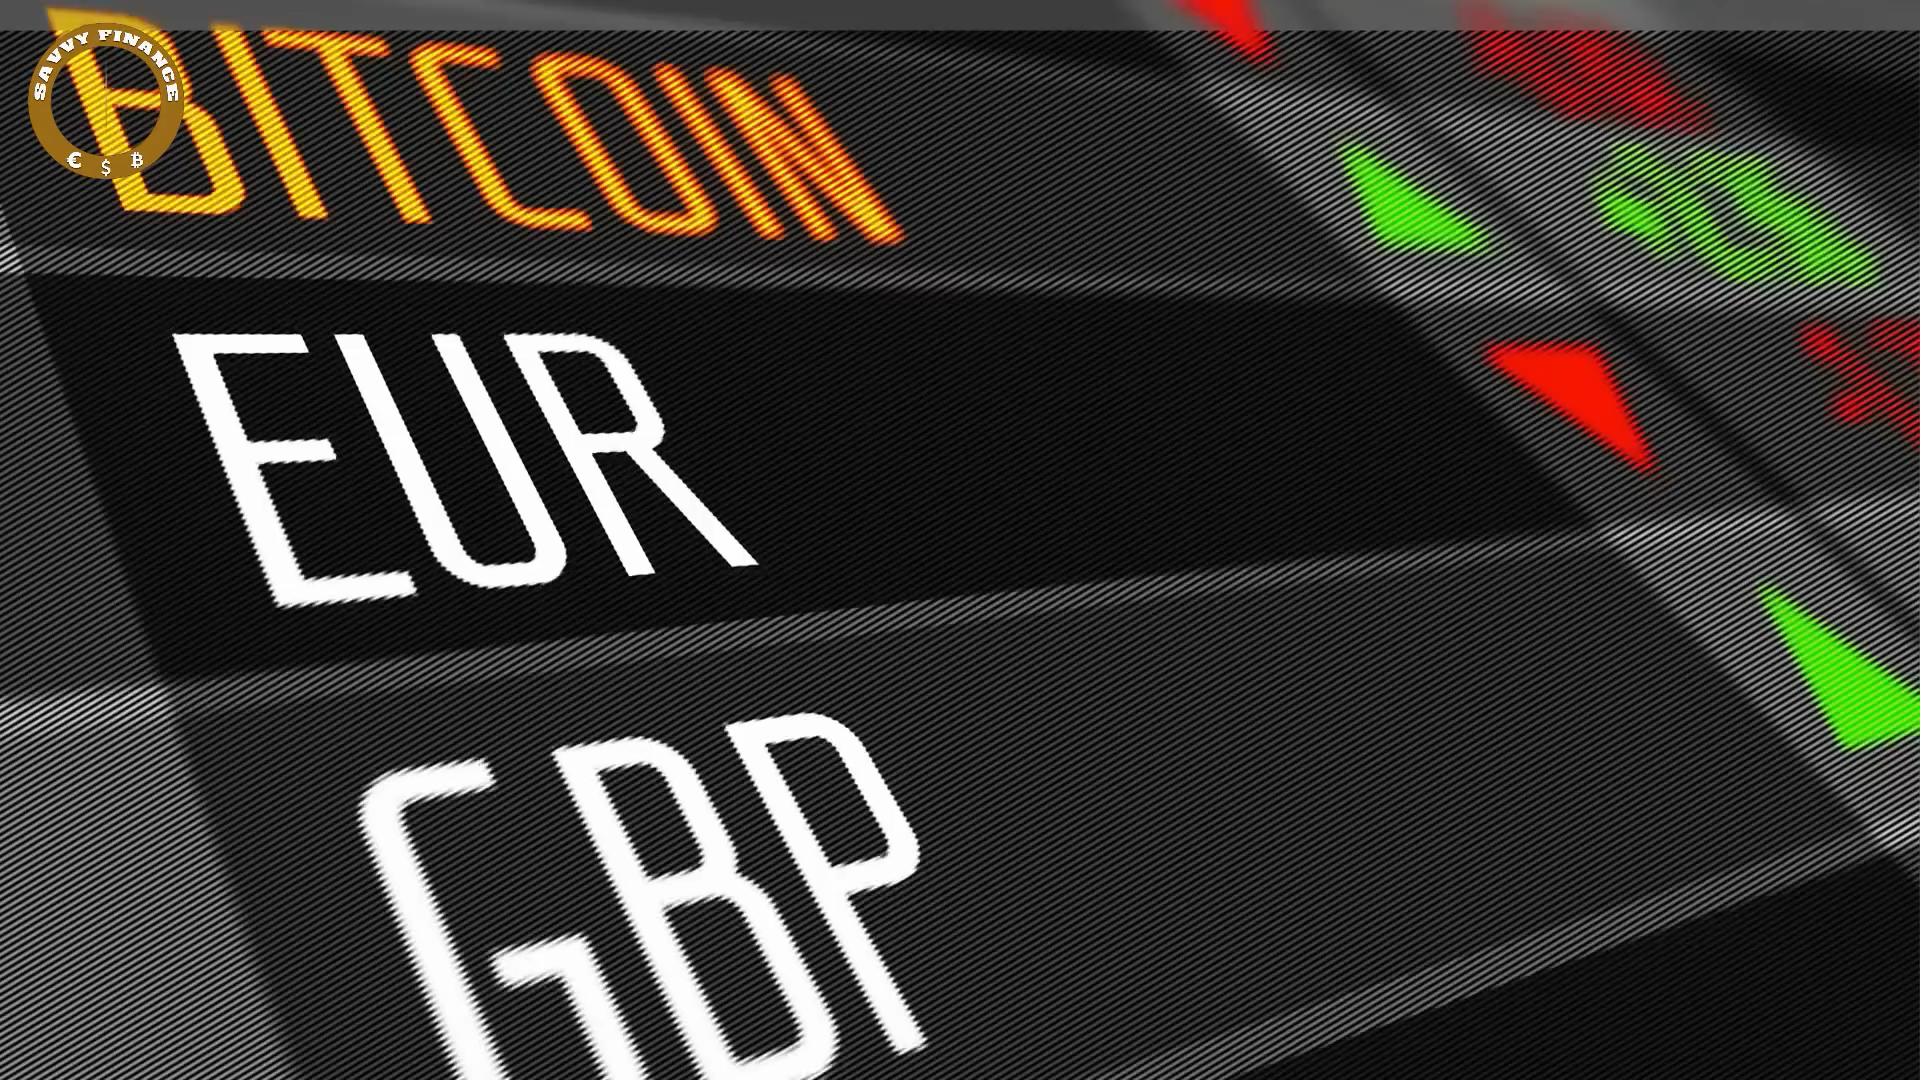 SAVVY FINANCE
€ $ ₿
BITCOIN
EUR
GBP